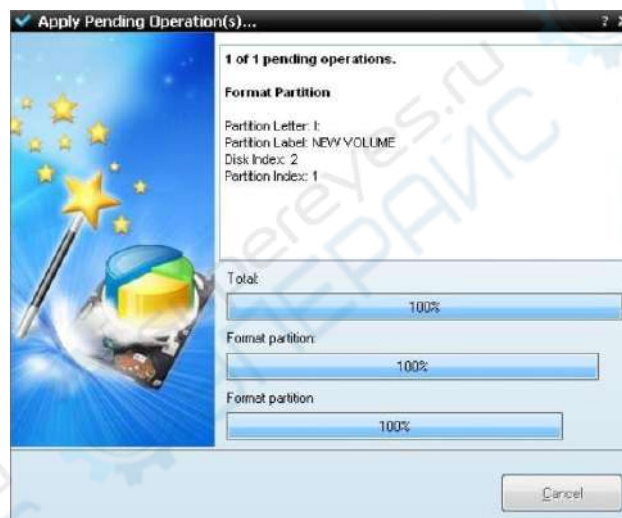 Apply Pending Operation(s)...
?
1 of 1 pending operations.
Format Partition
Partition Letter: I:
Partition Label: NEW VOLUME
Disk Index: 2
Partition Index: 1
Total:
100%
Format partition:
100%
Format partition
100%
Cancel